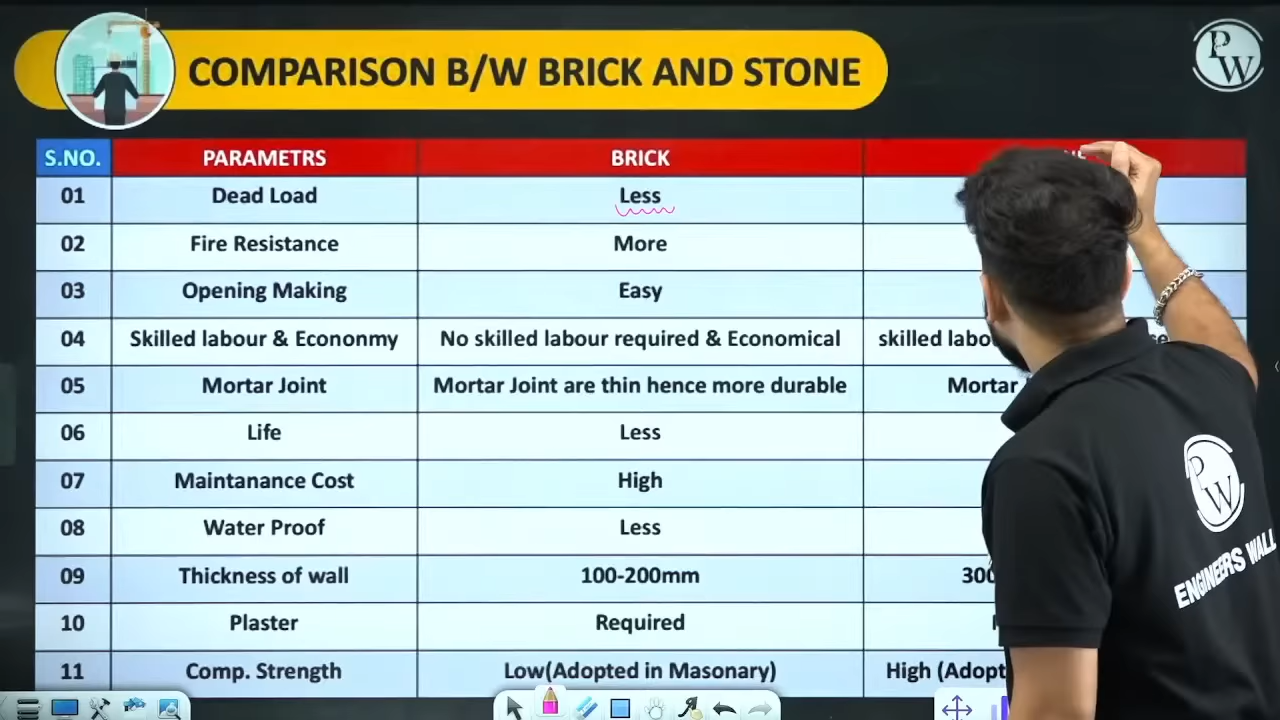 COMPARISON B/W BRICK AND STONE
PW
S.NO. PARAMETRS BRICK
01 Dead Load Less
02 Fire Resistance More
03 Opening Making Easy
04 Skilled labour & Econonmy No skilled labour required & Economical skilled
05 Mortar Joint Mortar Joint are thin hence more durable Mortar
06 Life Less
07 Maintanance Cost High
08 Water Proof Less
09 Thickness of wall 100-200mm
10 Plaster Required
11 Comp. Strength Low(Adopted in Masonary) High
PW
ENGINEERS WALL